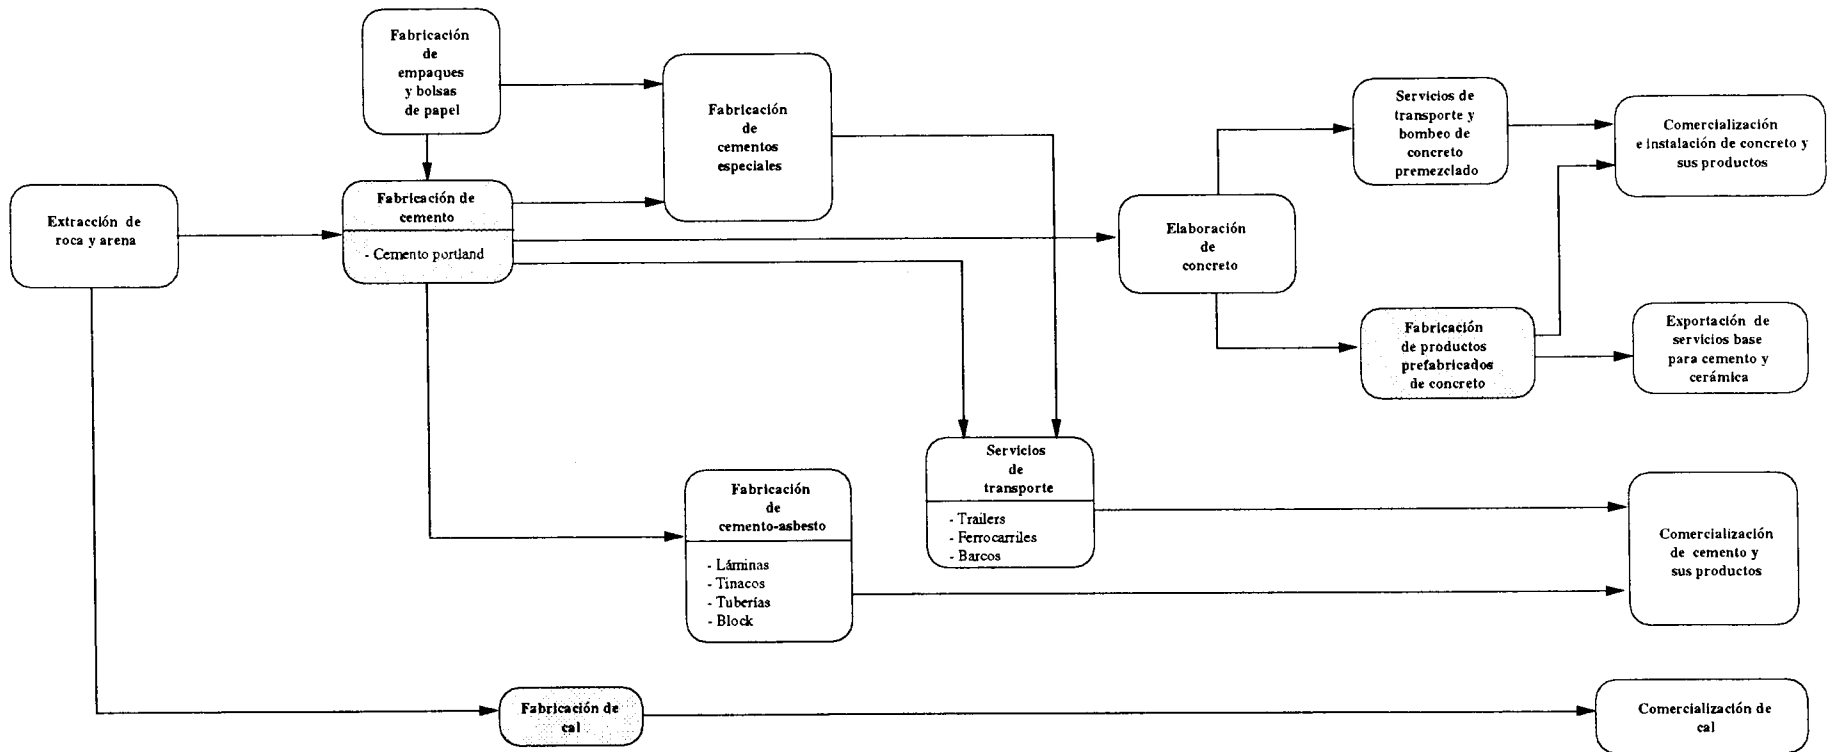 Fabricación
de
empaques
y bolsas
de papel
Fabricación
de
cementos
especiales
Servicios de
transporte y
bombeo de
concreto
premezclado
Comercialización
e instalación de concreto y
sus productos
Extracción de
roca y arena
Fabricación de
cemento
- Cemento portland
Elaboración
de
concreto
Fabricación
de productos
prefabricados
de concreto
Exportación de
servicios base
para cemento y
cerámica
Servicios
de
transporte
- Trailers
- Ferrocarriles
- Barcos
Fabricación
de
cemento-asbesto
- Láminas
- Tinacos
- Tuberías
- Block
Comercialización
de cemento y
sus productos
Fabricación de
cal
Comercialización de
cal